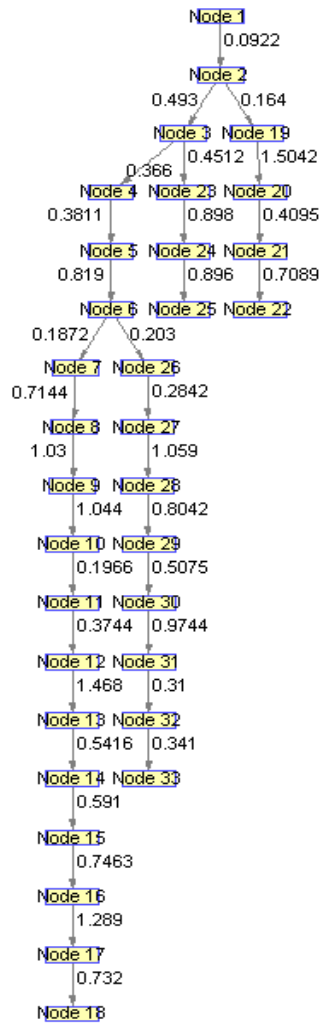 Node 1
0.0922
Node 2
0.493 0.164
Node 3 Node 19
0.366 0.4512 1.5042
Node 4 Node 23 Node 20
0.3811 0.898 0.4095
Node 5 Node 24 Node 21
0.819 0.896 0.7089
Node 6 Node 25 Node 22
0.1872 0.203
Node 7 Node 26
0.7144 0.2842
Node 8 Node 27
1.03 1.059
Node 9 Node 28
1.044 0.8042
Node 10 Node 29
0.1966 0.5075
Node 11 Node 30
0.3744 0.9744
Node 12 Node 31
1.468 0.31
Node 13 Node 32
0.5416 0.341
Node 14 Node 33
0.591
Node 15
0.7463
Node 16
1.289
Node 17
0.732
Node 18